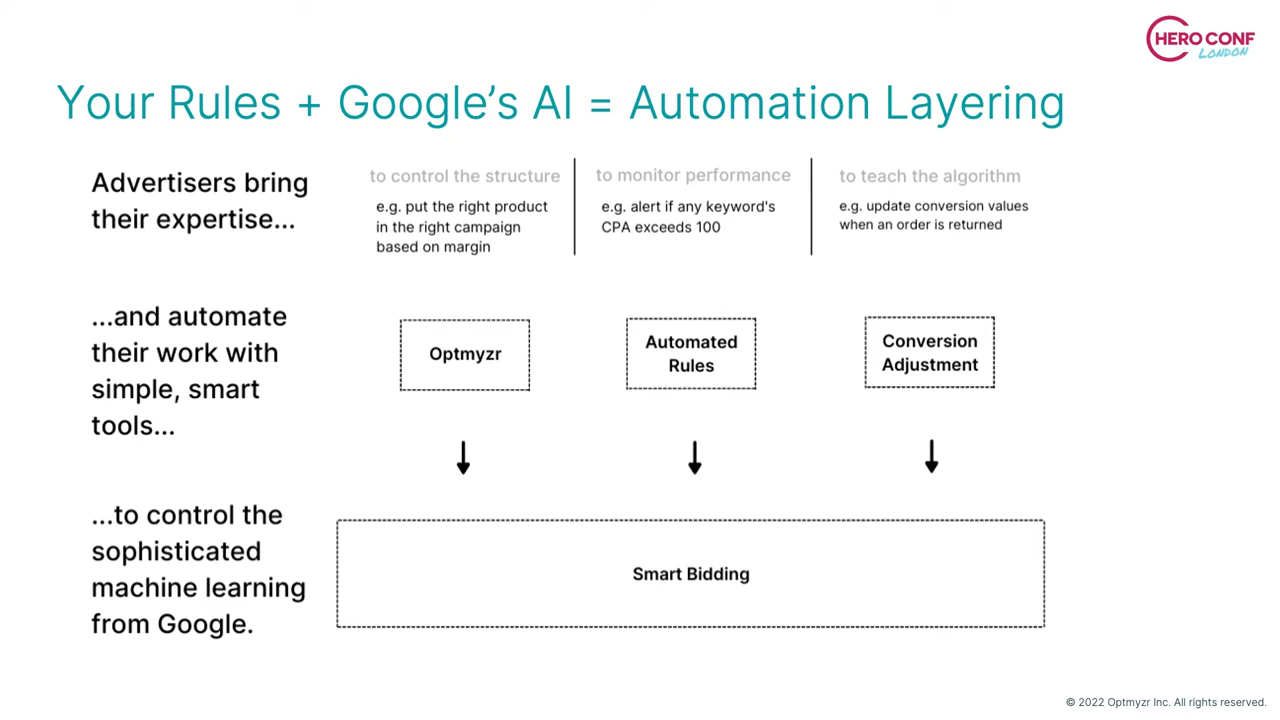 HERO CONF
LONDON
Your Rules + Google's AI = Automation Layering
Advertisers bring
their expertise...
to control the structure
e.g. put the right product
in the right campaign
based on margin
to monitor performance
e.g. alert if any keyword's
CPA exceeds 100
to teach the algorithm
e.g. update conversion values
when an order is returned
...and automate
their work with
simple, smart
tools...
Optmyzr
Automated
Rules
Conversion
Adjustment
...to control the
sophisticated
machine learning
from Google.
Smart Bidding
© 2022 Optmyzr Inc. All rights reserved.